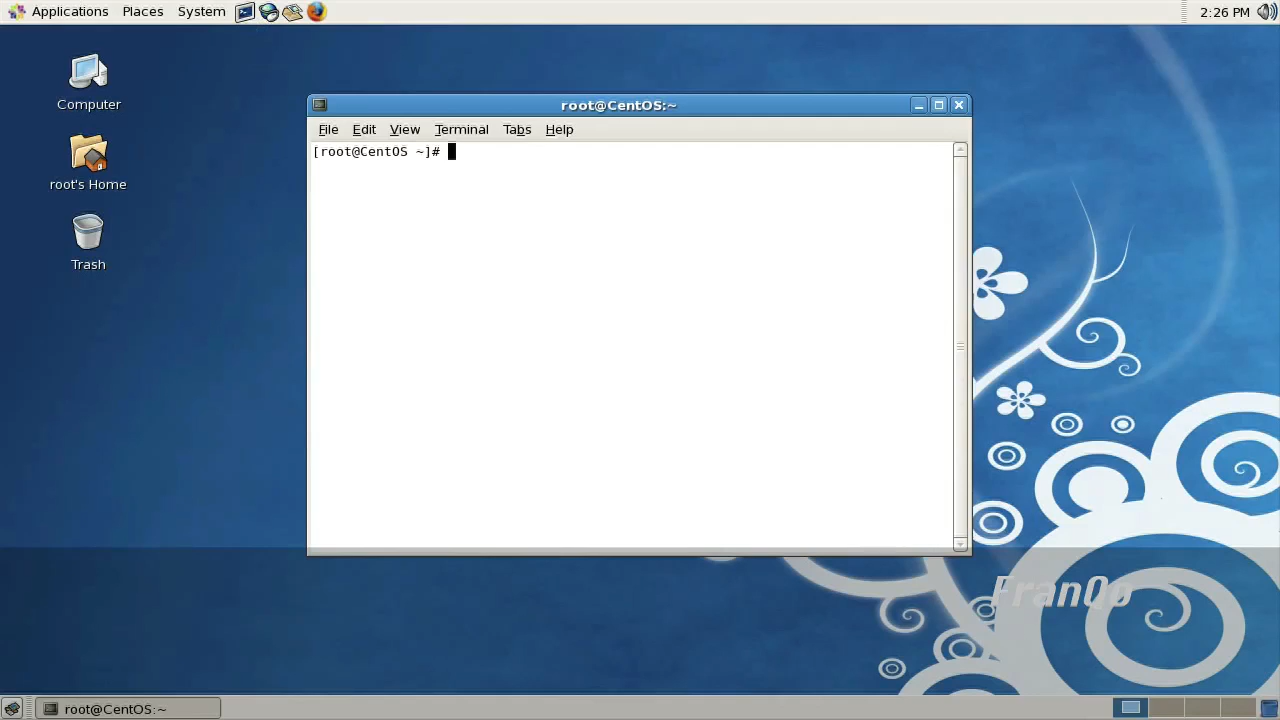 Applications Places System
2:26 PM
Computer
root's Home
Trash
root@CentOS:~
File Edit View Terminal Tabs Help
[root@CentOS ~]#
FranQo
root@CentOS:~